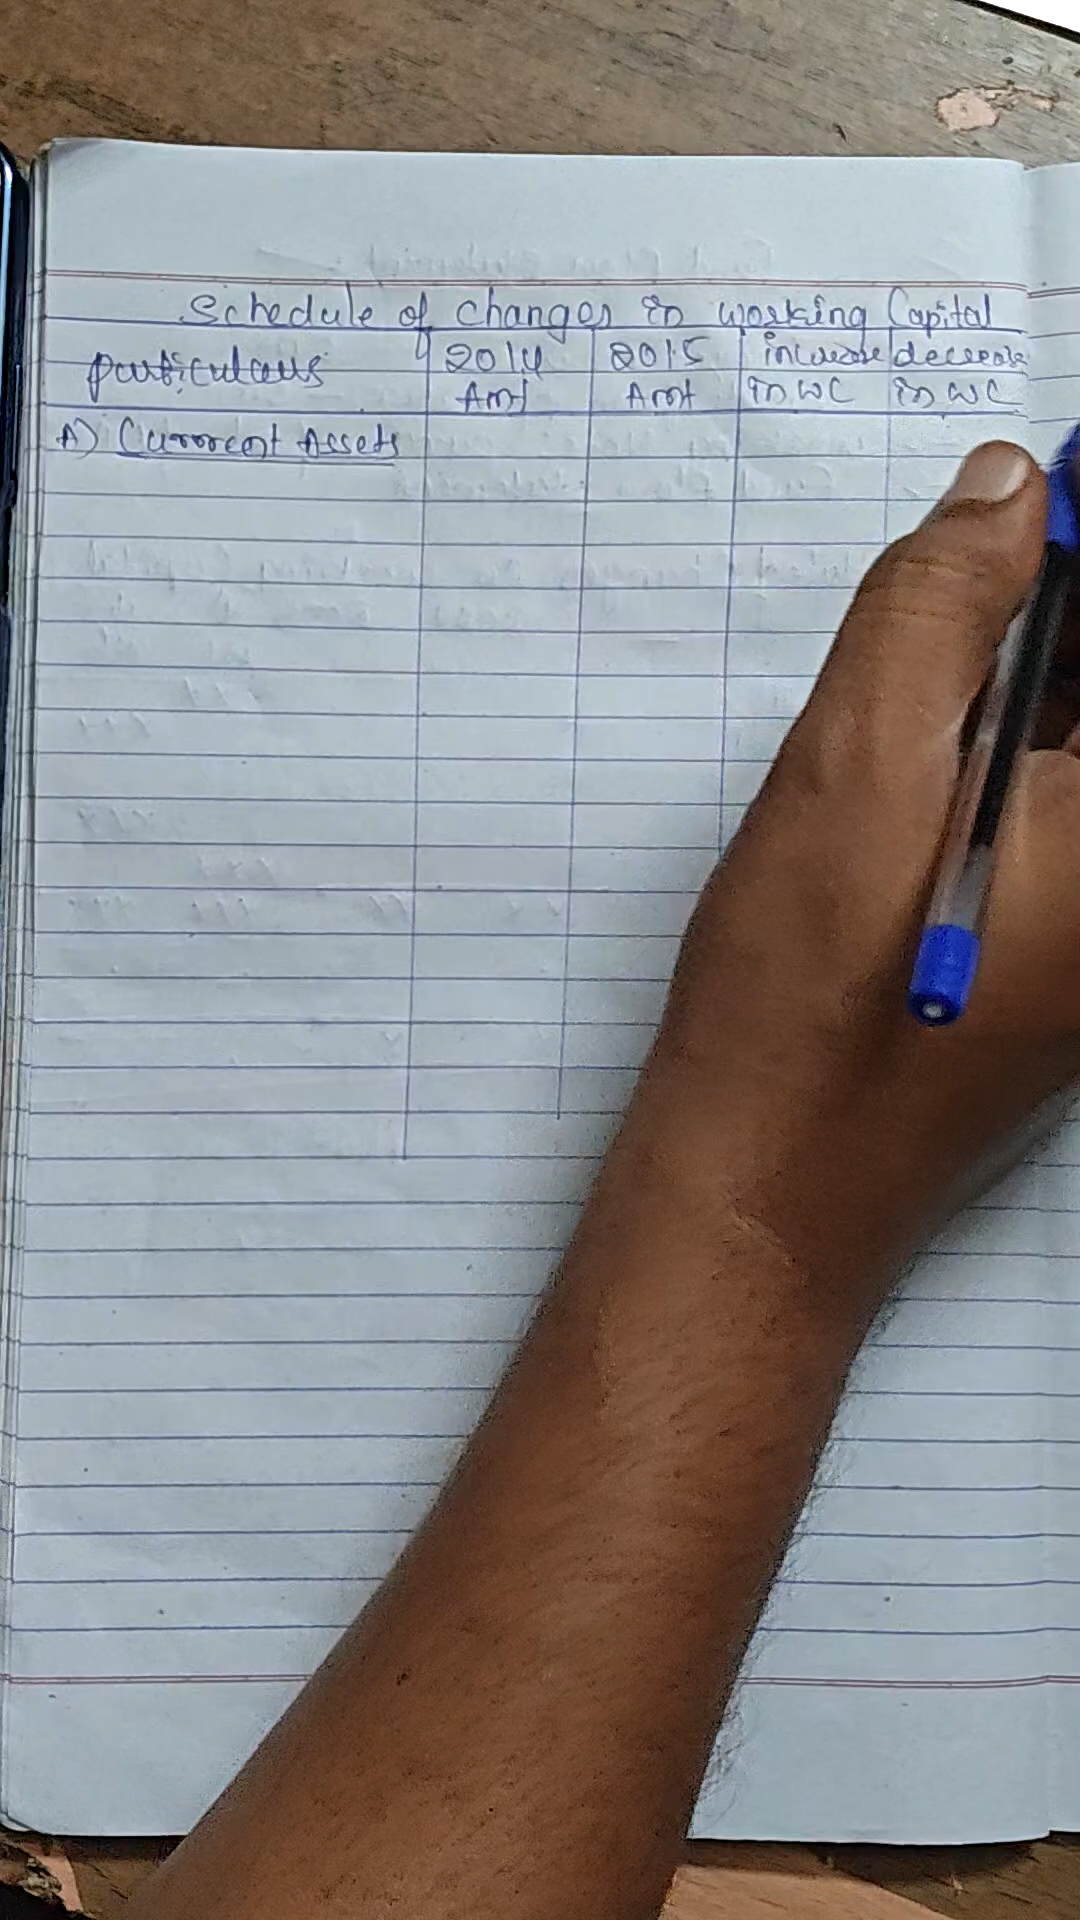 Schedule of changes in working Capital
particulars 2014 2015 increase decrease
Amt Amt in WC in WC
A) Current Assets